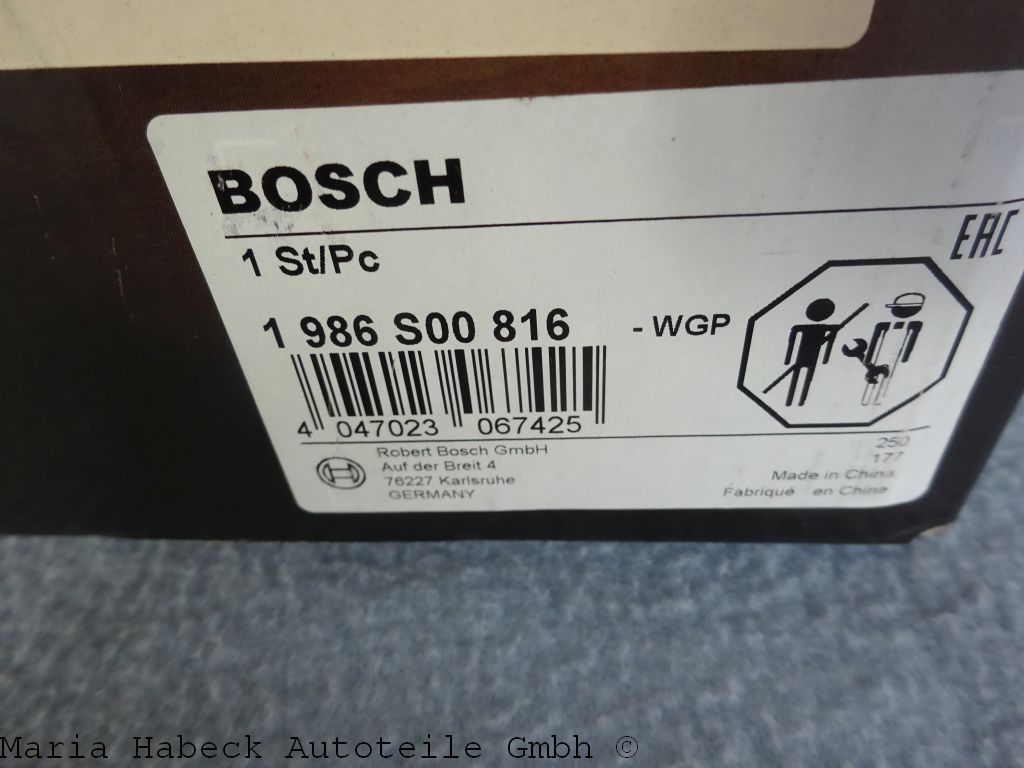 BOSCH
EAC
1 St/Pc
1 986 S00 816 - WGP
4 047023 067425
Robert Bosch GmbH
Auf der Breit 4
76227 Karlsruhe
GERMANY
250
177
Made in China
Fabriqué en Chine
Maria Habeck Autoteile Gmbh ©